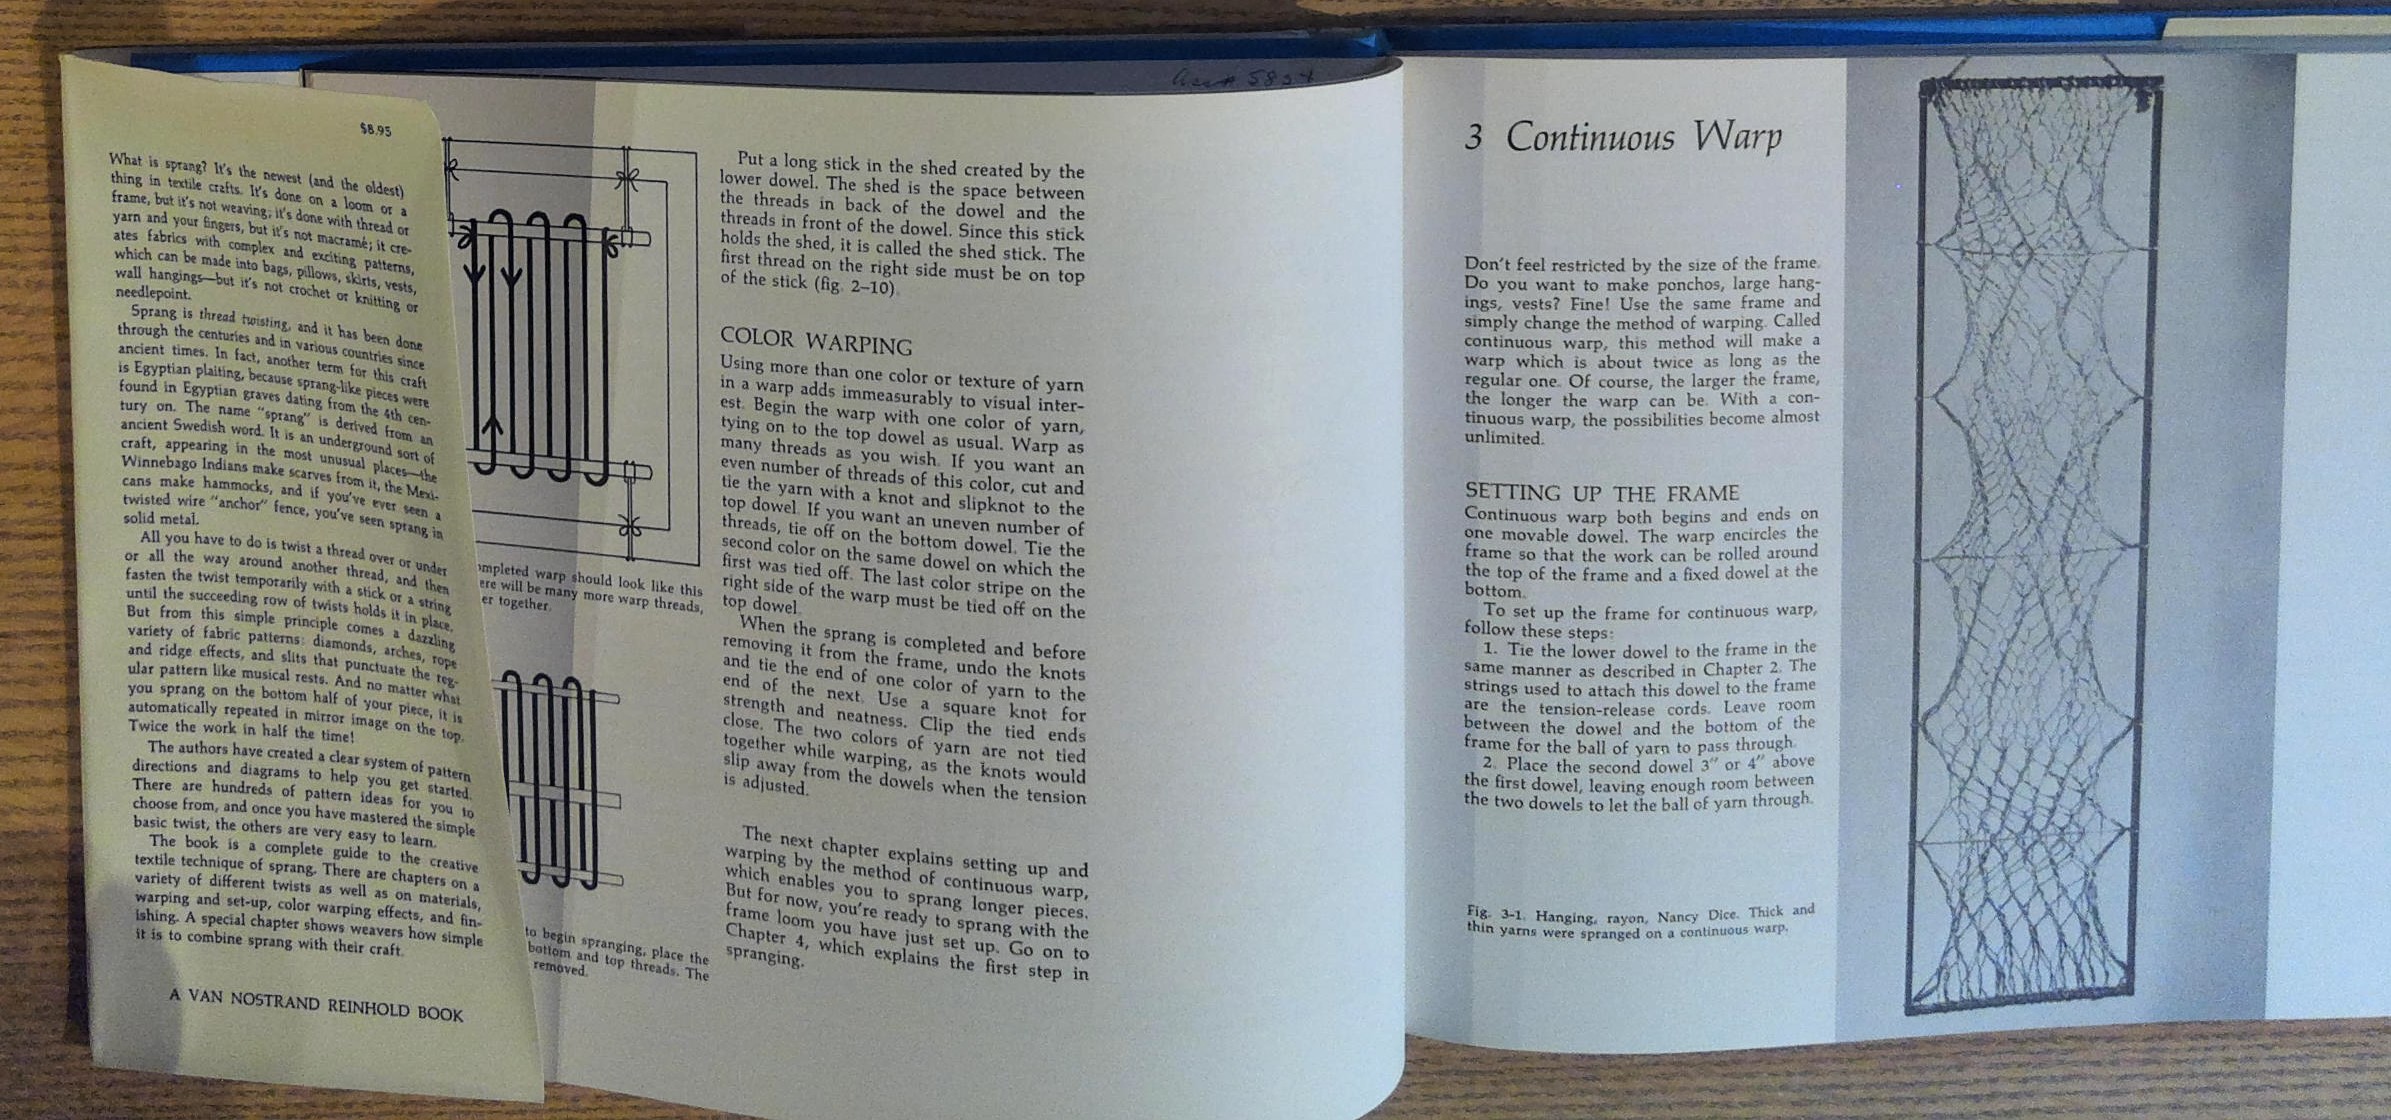 $8.95
What is sprang? It's the newest (and the oldest)
thing in textile crafts. It's done on a loom or a
frame, but it's not weaving; it's done with thread or
yarn and your fingers, but it's not macramé; it cre-
ates fabrics with complex and exciting patterns,
which can be made into bags, pillows, skirts, vests,
wall hangings—but it's not crochet or knitting or
needlepoint.
Sprang is thread twisting, and it has been done
through the centuries and in various countries since
ancient times. In fact, another term for this craft
is Egyptian plaiting, because sprang-like pieces were
found in Egyptian graves dating from the 4th cen-
tury on. The name "sprang" is derived from an
ancient Swedish word. It is an underground sort of
craft, appearing in the most unusual places—the
Winnebago Indians make scarves from it, the Mexi-
cans make hammocks, and if you've ever seen a
twisted wire "anchor" fence, you've seen sprang in
solid metal.
All you have to do is twist a thread over or under
or all the way around another thread, and then
fasten the twist temporarily with a stick or a string
until the succeeding row of twists holds it in place.
But from this simple principle comes a dazzling
variety of fabric patterns: diamonds, arches, rope
and ridge effects, and slits that punctuate the reg-
ular pattern like musical rests. And no matter what
you sprang on the bottom half of your piece, it is
automatically repeated in mirror image on the top.
Twice the work in half the time!
The authors have created a clear system of pattern
directions and diagrams to help you get started.
There are hundreds of pattern ideas for you to
choose from, and once you have mastered the simple
basic twist, the others are very easy to learn.
The book is a complete guide to the creative
textile technique of sprang. There are chapters on a
variety of different twists as well as on materials,
warping and set-up, color warping effects, and fin-
ishing. A special chapter shows weavers how simple
it is to combine sprang with their craft.
A VAN NOSTRAND REINHOLD BOOK
ompleted warp should look like this
ere will be many more warp threads,
er together.
to begin spranging, place the
bottom and top threads. The
removed.
Put a long stick in the shed created by the
lower dowel. The shed is the space between
the threads in back of the dowel and the
threads in front of the dowel. Since this stick
holds the shed, it is called the shed stick. The
first thread on the right side must be on top
of the stick (fig. 2–10).
COLOR WARPING
Using more than one color or texture of yarn
in a warp adds immeasurably to visual inter-
est. Begin the warp with one color of yarn,
tying on to the top dowel as usual. Warp as
many threads as you wish. If you want an
even number of threads of this color, cut and
tie the yarn with a knot and slipknot to the
top dowel. If you want an uneven number of
threads, tie off on the bottom dowel. Tie the
second color on the same dowel on which the
first was tied off. The last color stripe on the
right side of the warp must be tied off on the
top dowel.
When the sprang is completed and before
removing it from the frame, undo the knots
and tie the end of one color of yarn to the
end of the next. Use a square knot for
strength and neatness. Clip the tied ends
close. The two colors of yarn are not tied
together while warping, as the knots would
slip away from the dowels when the tension
is adjusted.
The next chapter explains setting up and
warping by the method of continuous warp,
which enables you to sprang longer pieces.
But for now, you're ready to sprang with the
frame loom you have just set up. Go on to
Chapter 4, which explains the first step in
spranging.
3 Continuous Warp
Don't feel restricted by the size of the frame.
Do you want to make ponchos, large hang-
ings, vests? Fine! Use the same frame and
simply change the method of warping. Called
continuous warp, this method will make a
warp which is about twice as long as the
regular one. Of course, the larger the frame,
the longer the warp can be. With a con-
tinuous warp, the possibilities become almost
unlimited.
SETTING UP THE FRAME
Continuous warp both begins and ends on
one movable dowel. The warp encircles the
frame so that the work can be rolled around
the top of the frame and a fixed dowel at the
bottom.
To set up the frame for continuous warp,
follow these steps:
1. Tie the lower dowel to the frame in the
same manner as described in Chapter 2. The
strings used to attach this dowel to the frame
are the tension-release cords. Leave room
between the dowel and the bottom of the
frame for the ball of yarn to pass through.
2. Place the second dowel 3" or 4" above
the first dowel, leaving enough room between
the two dowels to let the ball of yarn through.
Fig. 3-1. Hanging, rayon, Nancy Dice. Thick and
thin yarns were spranged on a continuous warp.